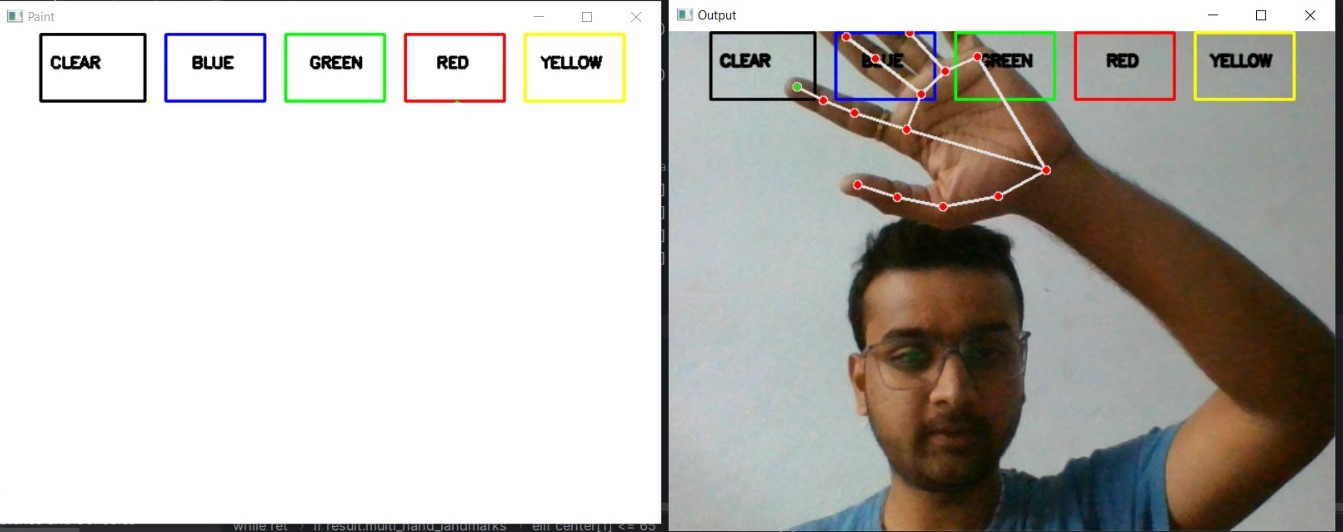 Paint
CLEAR
BLUE
GREEN
RED
YELLOW
Output
CLEAR
BLUE
GREEN
RED
YELLOW
while ret > if result.multi_hand_landmarks > elif center[1] <= 65